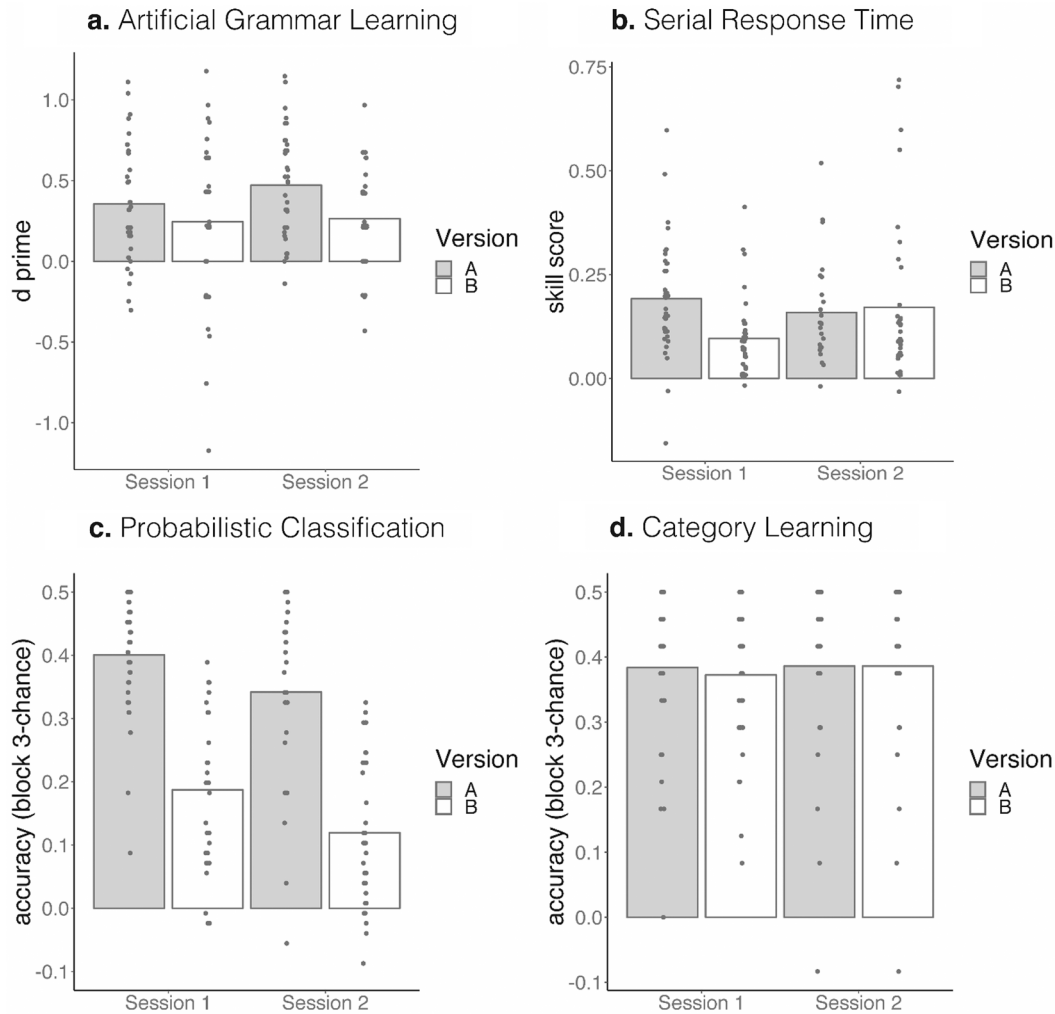 a. Artificial Grammar Learning
d prime
1.0
0.5
0.0
-0.5
-1.0
Session 1
Session 2
Version
A
B
b. Serial Response Time
skill score
0.75
0.50
0.25
0.00
Session 1
Session 2
Version
A
B
c. Probabilistic Classification
accuracy (block 3-chance)
0.5
0.4
0.3
0.2
0.1
0.0
-0.1
Session 1
Session 2
Version
A
B
d. Category Learning
accuracy (block 3-chance)
0.5
0.4
0.3
0.2
0.1
0.0
-0.1
Session 1
Session 2
Version
A
B